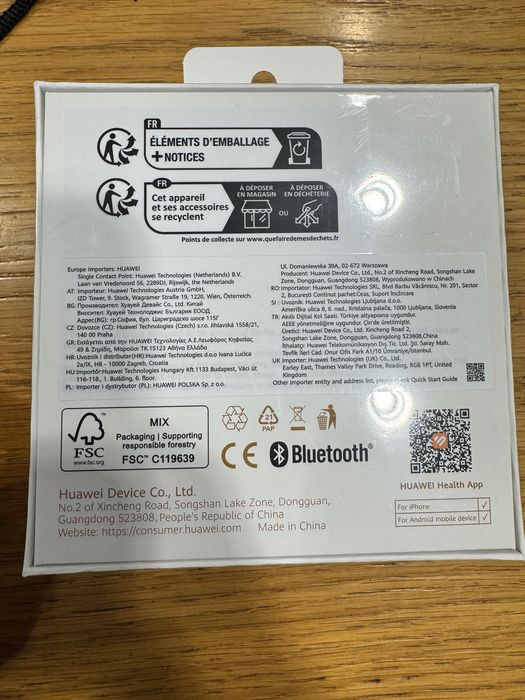 FR
ÉLÉMENTS D'EMBALLAGE
+ NOTICES
FR
Cet appareil
et ses accessoires
se recyclent
À DÉPOSER
EN MAGASIN
OU
À DÉPOSER
EN DÉCHÈTERIE
Points de collecte sur www.quefairedemesdechets.fr
Europe Importers: HUAWEI
Single Contact Point: Huawei Technologies (Netherlands) B.V.
Laan van Vredenoord 56, 2289DJ, Rijswijk, the Netherlands
AT: Importeur: Huawei Technologies Austria GmbH,
IZD Tower, 9. Stock, Wagramer Straße 19, 1220, Wien, Österreich.
BG: Производител: Хуауей Девайс Ко., Лтд. Китай
Вносител: Хуауей Технолоджис България ЕООД
Адрес(BG): гр.София, бул. Цариградско шосе 115Г
CZ: Dovozce (CZ): Huawei Technologies (Czech) s.r.o. Jihlavská 1558/21,
140 00 Praha
GR: Εισάγεται από την HUAWEI Τεχνολογίες Α.Ε.Λεωφόρος Κηφισίας
49 & Ζηρίδη, Μαρούσι ΤΚ.15123 Αθήνα Ελλάδα
HR: Uvoznik i distributer(HR):Huawei Technologies d.o.o Ivana Lucica
2a/IX, HR - 10000 Zagreb, Croatia
HU:Importőr:Huawei Technologies Hungary Kft.1133 Budapest, Váci út
116-118., 1. Building, 6. floor.
PL: Importer i dystrybutor (PL): HUAWEI POLSKA Sp. z o.o.
UL Domaniewska 39A, 02-672 Warszawa
Producent: Huawei Device Co., Ltd., No.2 of Xincheng Road, Songshan Lake
Zone, Dongguan, Guangdong 523808, Wyprodukowano w Chinach
RO: Importor: Huawei Technologies SRL, Blvd Barbu Văcărescu, Nr. 201, Sector
2, București Continut pachet:Ceas, Suport încărcare
SI : Uvoznik: Huawei Technologies Ljubljana d.o.o.
Ameriška ulica 8, 6. nad., Kristalna palača, 1000 Ljubljana, Slovenia
TR: Akıllı Dijital Kol Saati. Türkiye altyapısına uygundur.
AEEE yönetmeliğine uygundur. Çin'de üretilmiştir.
Üretici: Huawei Device Co., Ltd., No.2 of Xincheng Road,
Songshan Lake Zone, Dongguan, Guangdong 523808,China
İthalatçı: Huawei Telekomünikasyon Dış Tic. Ltd. Şti. Saray Mah.
Tevfik İleri Cad. Onur Ofis Park A1/10 Ümraniye/İstanbul
UK Importer: Huawei Technologies (UK) Co., Ltd.
Earley East, Thames Valley Park Drive, Reading, RG6 1PT, United
Kingdom
Other importer entity and address list, please check Quick Start Guide
FSC
www.fsc.org
MIX
Packaging | Supporting
responsible forestry
FSC™ C119639
21
PAP
CE
Bluetooth®
HUAWEI Health App
For iPhone ✓
For Android mobile device ✓
Huawei Device Co., Ltd.
No.2 of Xincheng Road, Songshan Lake Zone, Dongguan,
Guangdong 523808, People's Republic of China
Website: https://consumer.huawei.com Made in China